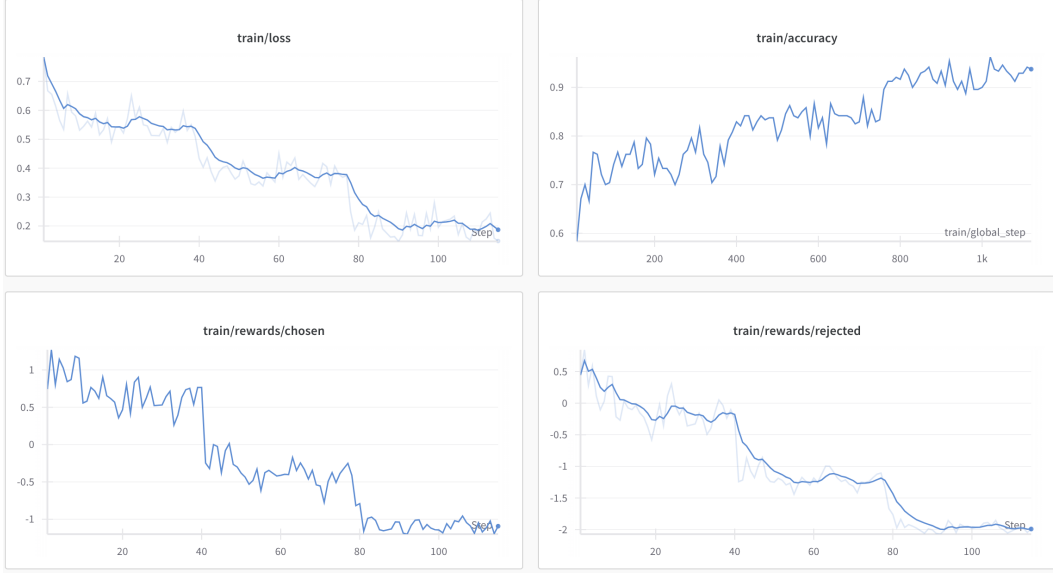 train/loss
0.7
0.6
0.5
0.4
0.3
0.2
Step
20 40 60 80 100
train/accuracy
0.9
0.8
0.7
0.6
train/global_step
200 400 600 800 1k
train/rewards/chosen
1
0.5
0
-0.5
-1
Step
20 40 60 80 100
train/rewards/rejected
0.5
0
-0.5
-1
-1.5
-2
Step
20 40 60 80 100